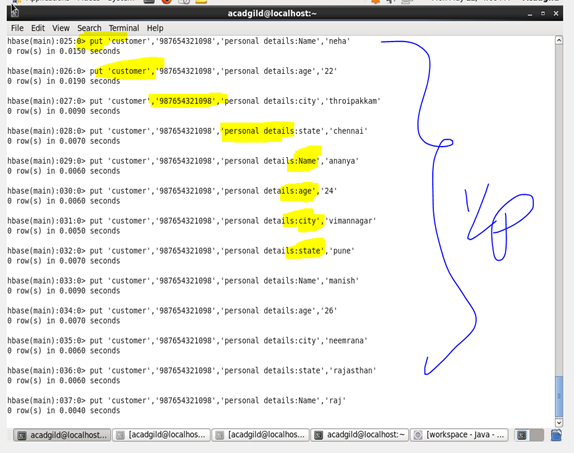 acadgild@localhost:~
File Edit View Search Terminal Help
hbase(main):025:0> put 'customer','987654321098','personal details:Name','neha'
0 row(s) in 0.0150 seconds
hbase(main):026:0> put 'customer','987654321098','personal details:age','22'
0 row(s) in 0.0190 seconds
hbase(main):027:0> put 'customer','987654321098','personal details:city','throipakkam'
0 row(s) in 0.0090 seconds
hbase(main):028:0> put 'customer','987654321098','personal details:state','chennai'
0 row(s) in 0.0070 seconds
hbase(main):029:0> put 'customer','987654321098','personal details:Name','ananya'
0 row(s) in 0.0060 seconds
hbase(main):030:0> put 'customer','987654321098','personal details:age','24'
0 row(s) in 0.0060 seconds
hbase(main):031:0> put 'customer','987654321098','personal details:city','vimannagar'
0 row(s) in 0.0050 seconds
hbase(main):032:0> put 'customer','987654321098','personal details:state','pune'
0 row(s) in 0.0070 seconds
hbase(main):033:0> put 'customer','987654321098','personal details:Name','manish'
0 row(s) in 0.0090 seconds
hbase(main):034:0> put 'customer','987654321098','personal details:age','26'
0 row(s) in 0.0070 seconds
hbase(main):035:0> put 'customer','987654321098','personal details:city','neemrana'
0 row(s) in 0.0060 seconds
hbase(main):036:0> put 'customer','987654321098','personal details:state','rajasthan'
0 row(s) in 0.0060 seconds
hbase(main):037:0> put 'customer','987654321098','personal details:Name','raj'
0 row(s) in 0.0040 seconds
acadgild@localhost... [acadgild@localhos... [acadgild@localhos... acadgild@localhost:~ [workspace - Java - ...